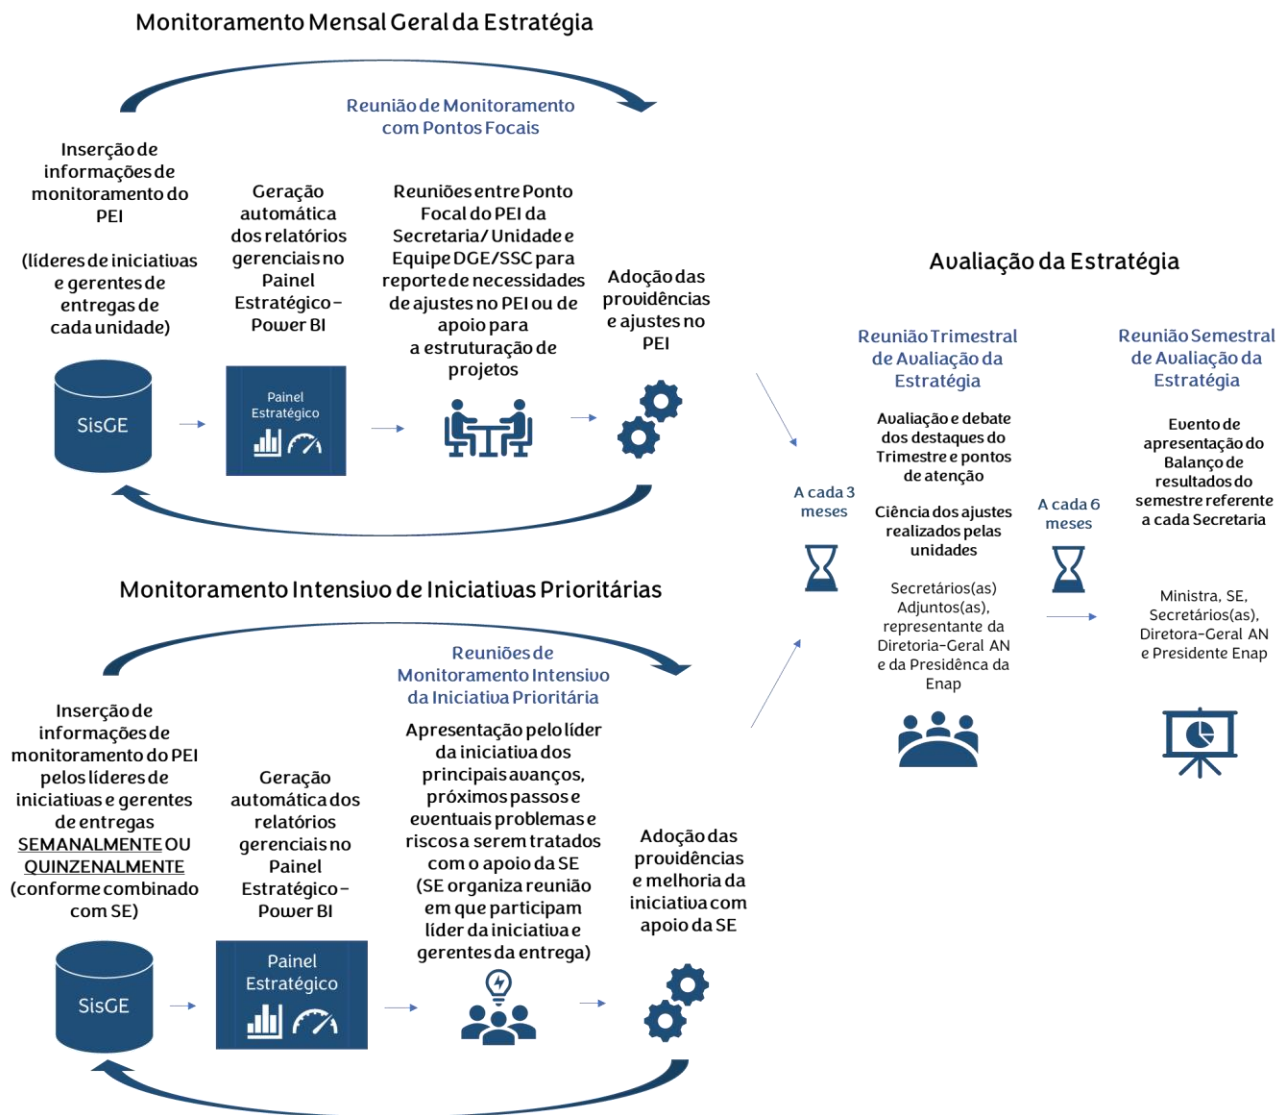 Monitoramento Mensal Geral da Estratégia
Reunião de Monitoramento
com Pontos Focais
Inserção de
informações de
monitoramento do
PEI
(líderes de iniciativas
e gerentes de
entregas de
cada unidade)
SisGE
Geração
automática
dos relatórios
gerenciais no
Painel
Estratégico –
Power BI
Painel
Estratégico
Reuniões entre Ponto
Focal do PEI da
Secretaria/ Unidade e
Equipe DGE/SSC para
reporte de necessidades
de ajustes no PEI ou de
apoio para
a estruturação de
projetos
Adoção das
providências
e ajustes no
PEI
Monitoramento Intensivo de Iniciativas Prioritárias
Reuniões de
Monitoramento Intensivo
da Iniciativa Prioritária
Inserção de
informações de
monitoramento do PEI
pelos líderes de
iniciativas e gerentes
de entregas
SEMANALMENTE OU
QUINZENALMENTE
(conforme combinado
com SE)
SisGE
Geração
automática dos
relatórios
gerenciais no
Painel
Estratégico –
Power BI
Painel
Estratégico
Apresentação pelo líder
da iniciativa dos
principais avanços,
próximos passos e
eventuais problemas e
riscos a serem tratados
com o apoio da SE
(SE organiza reunião
em que participam
líder da iniciativa e
gerentes da entrega)
Adoção das
providências
e melhoria da
iniciativa com
apoio da SE
Avaliação da Estratégia
A cada 3
meses
Reunião Trimestral
de Avaliação da
Estratégia
Avaliação e debate
dos destaques do
Trimestre e pontos
de atenção
Ciência dos ajustes
realizados pelas
unidades
Secretários(as)
Adjuntos(as),
representante da
Diretoria-Geral AN
e da Presidênca da
Enap
A cada 6
meses
Reunião Semestral
de Avaliação da
Estratégia
Evento de
apresentação do
Balanço de
resultados do
semestre referente
a cada Secretaria
Ministra, SE,
Secretários(as),
Diretora-Geral AN
e Presidente Enap